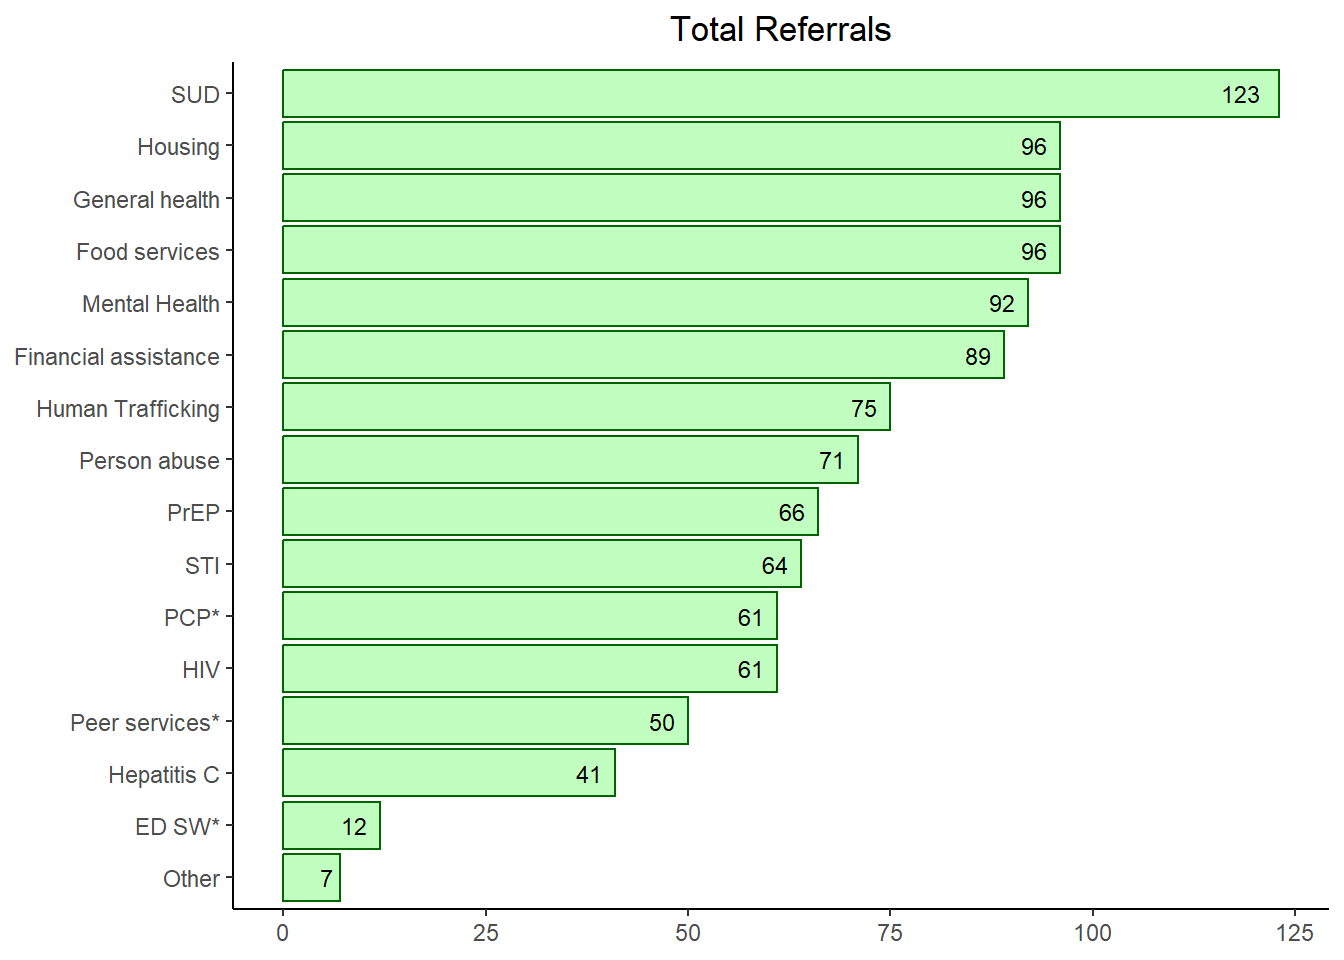 Total Referrals
SUD 123
Housing 96
General health 96
Food services 96
Mental Health 92
Financial assistance 89
Human Trafficking 75
Person abuse 71
PrEP 66
STI 64
PCP* 61
HIV 61
Peer services* 50
Hepatitis C 41
ED SW* 12
Other 7
0 25 50 75 100 125